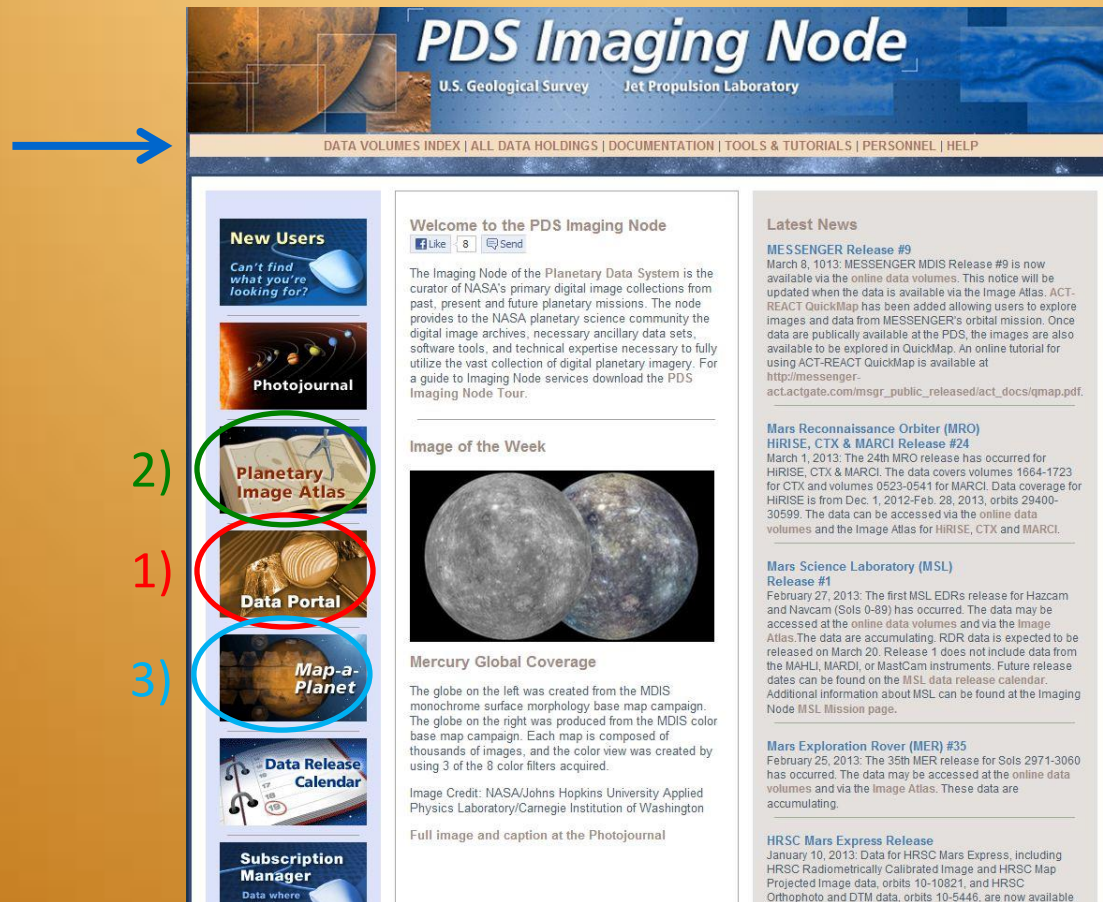 PDS Imaging Node
U.S. Geological Survey Jet Propulsion Laboratory
DATA VOLUMES INDEX | ALL DATA HOLDINGS | DOCUMENTATION | TOOLS & TUTORIALS | PERSONNEL | HELP
New Users
Can't find
what you're
looking for?
Photojournal
2)
Planetary
Image Atlas
1)
Data Portal
3)
Map-a-
Planet
Data Release
Calendar
Subscription
Manager
Data where
Welcome to the PDS Imaging Node
Like 8 Send
The Imaging Node of the Planetary Data System is the
curator of NASA's primary digital image collections from
past, present and future planetary missions. The node
provides to the NASA planetary science community the
digital image archives, necessary ancillary data sets,
software tools, and technical expertise necessary to fully
utilize the vast collection of digital planetary imagery. For
a guide to Imaging Node services download the PDS
Imaging Node Tour.
Image of the Week
Mercury Global Coverage
The globe on the left was created from the MDIS
monochrome surface morphology base map campaign.
The globe on the right was produced from the MDIS color
base map campaign. Each map is composed of
thousands of images, and the color view was created by
using 3 of the 8 color filters acquired.
Image Credit: NASA/Johns Hopkins University Applied
Physics Laboratory/Carnegie Institution of Washington
Full image and caption at the Photojournal
Latest News
MESSENGER Release #9
March 8, 1013: MESSENGER MDIS Release #9 is now
available via the online data volumes. This notice will be
updated when the data is available via the Image Atlas. ACT-
REACT QuickMap has been added allowing users to explore
images and data from MESSENGER's orbital mission. Once
data are publically available at the PDS, the images are also
available to be explored in QuickMap. An online tutorial for
using ACT-REACT QuickMap is available at
http://messenger-
act.actgate.com/msgr_public_released/act_docs/qmap.pdf.
Mars Reconnaissance Orbiter (MRO)
HiRISE, CTX & MARCI Release #24
March 1, 2013: The 24th MRO release has occurred for
HiRISE, CTX & MARCI. The data covers volumes 1664-1723
for CTX and volumes 0523-0541 for MARCI. Data coverage for
HiRISE is from Dec. 1, 2012-Feb. 28, 2013, orbits 29400-
30599. The data can be accessed via the online data
volumes and the Image Atlas for HiRISE, CTX and MARCI.
Mars Science Laboratory (MSL)
Release #1
February 27, 2013: The first MSL EDRs release for Hazcam
and Navcam (Sols 0-89) has occurred. The data may be
accessed at the online data volumes and via the Image
Atlas.The data are accumulating. RDR data is expected to be
released on March 20. Release 1 does not include data from
the MAHLI, MARDI, or MastCam instruments. Future release
dates can be found on the MSL data release calendar.
Additional information about MSL can be found at the Imaging
Node MSL Mission page.
Mars Exploration Rover (MER) #35
February 25, 2013: The 35th MER release for Sols 2971-3060
has occurred. The data may be accessed at the online data
volumes and via the Image Atlas. These data are
accumulating.
HRSC Mars Express Release
January 10, 2013: Data for HRSC Mars Express, including
HRSC Radiometrically Calibrated Image and HRSC Map
Projected Image data, orbits 10-10821, and HRSC
Orthophoto and DTM data, orbits 10-5446, are now available